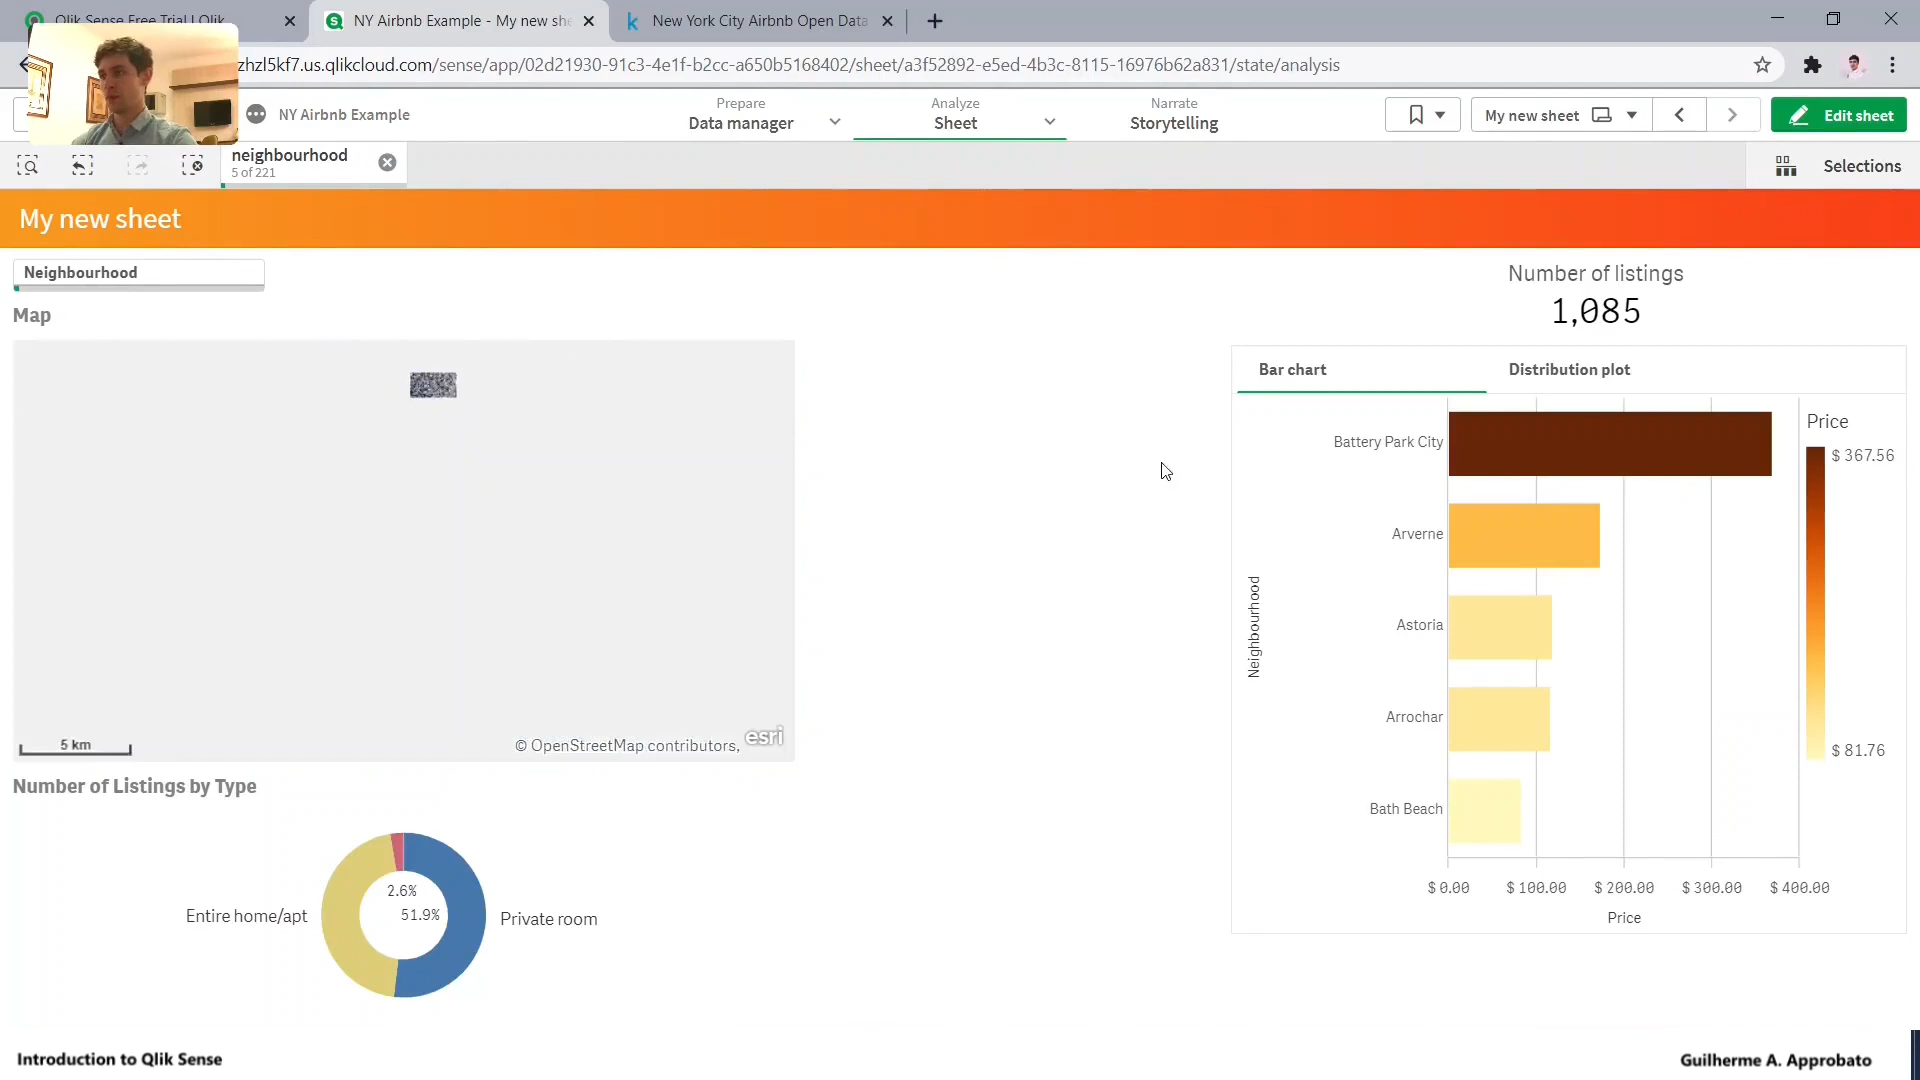 Qlik Sense Free Trial | Qlik
NY Airbnb Example - My new she
New York City Airbnb Open Data
zhzl5kf7.us.qlikcloud.com/sense/app/02d21930-91c3-4e1f-b2cc-a650b5168402/sheet/a3f52892-e5ed-4b3c-8115-16976b62a831/state/analysis
NY Airbnb Example
Prepare
Data manager
Analyze
Sheet
Narrate
Storytelling
My new sheet
Edit sheet
neighbourhood
5 of 221
Selections
My new sheet
Neighbourhood
Map
5 km
© OpenStreetMap contributors,
esri
Number of Listings by Type
Entire home/apt
2.6%
51.9%
Private room
Number of listings
1,085
Bar chart
Distribution plot
Neighbourhood
Battery Park City
Arverne
Astoria
Arrochar
Bath Beach
$ 0.00
$ 100.00
$ 200.00
$ 300.00
$ 400.00
Price
Price
$ 367.56
$ 81.76
Introduction to Qlik Sense
Guilherme A. Approbato